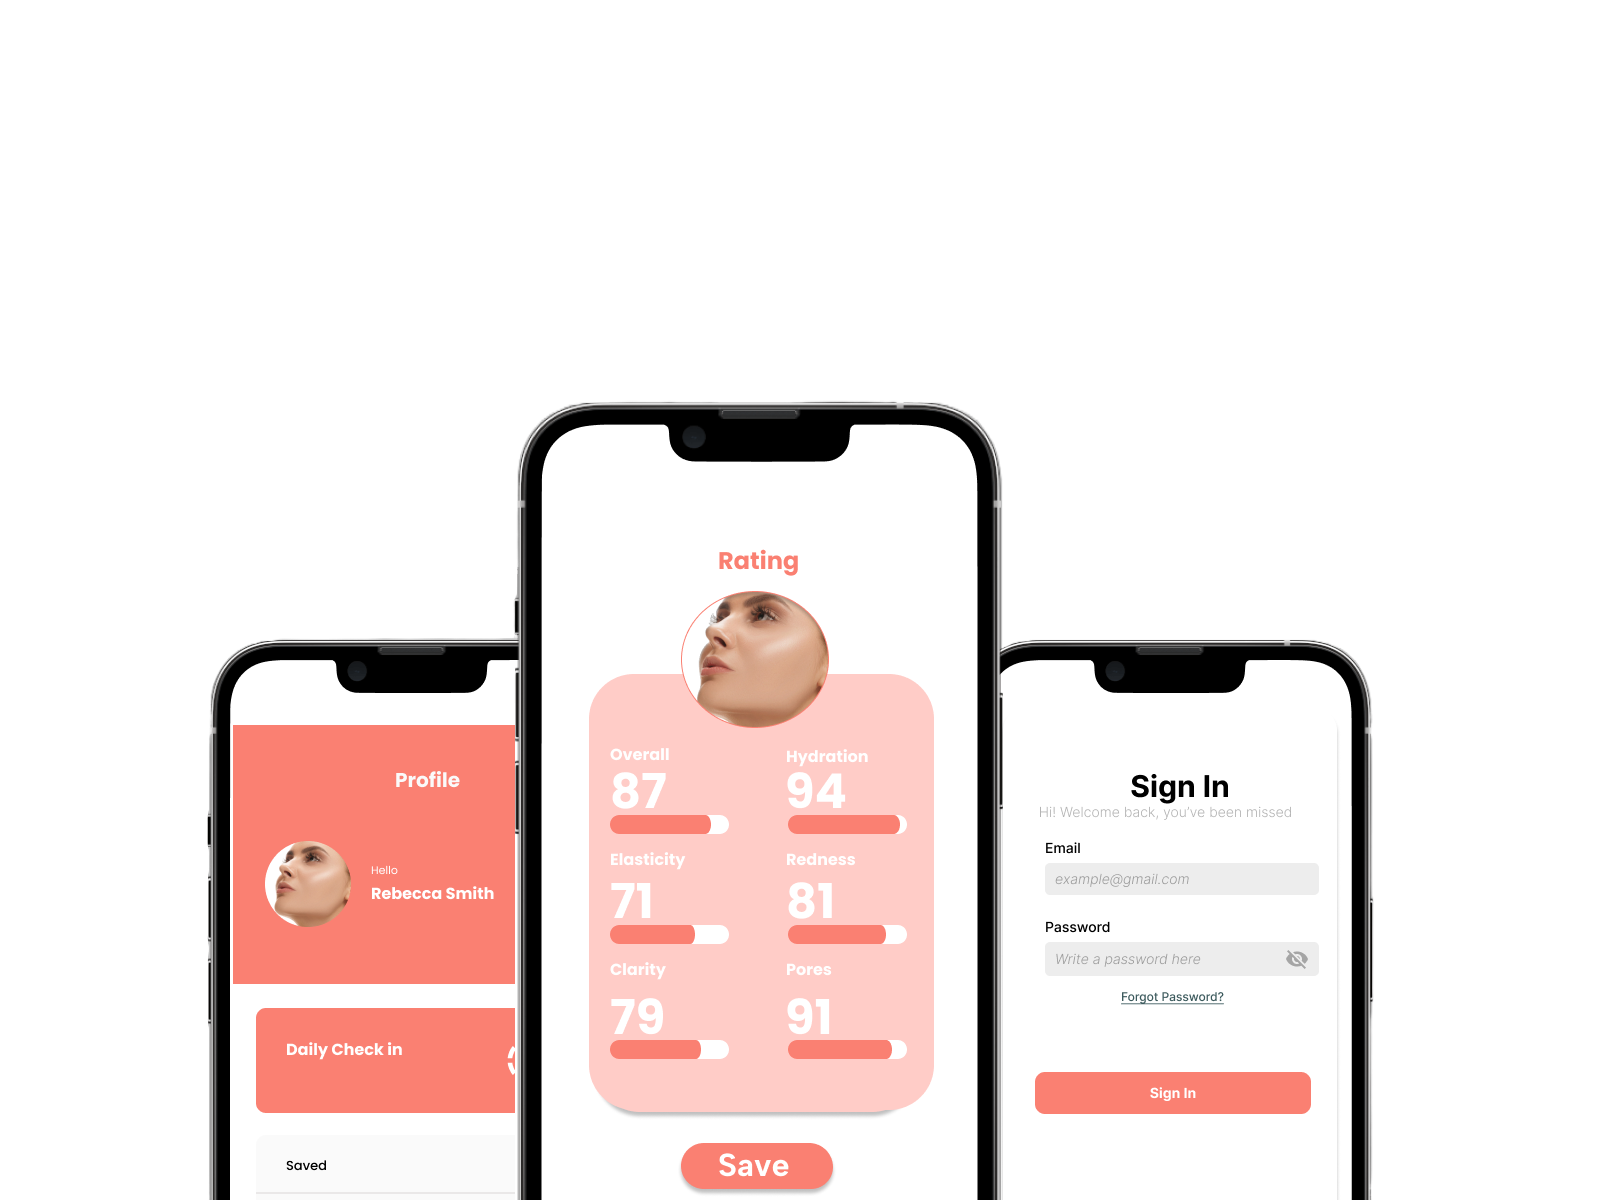 Profile
Hello
Rebecca Smith
Daily Check in
Saved
Rating
Overall
87
Hydration
94
Elasticity
71
Redness
81
Clarity
79
Pores
91
Save
Sign In
Hi! Welcome back, you've been missed
Email
example@gmail.com
Password
Write a password here
Forgot Password?
Sign In